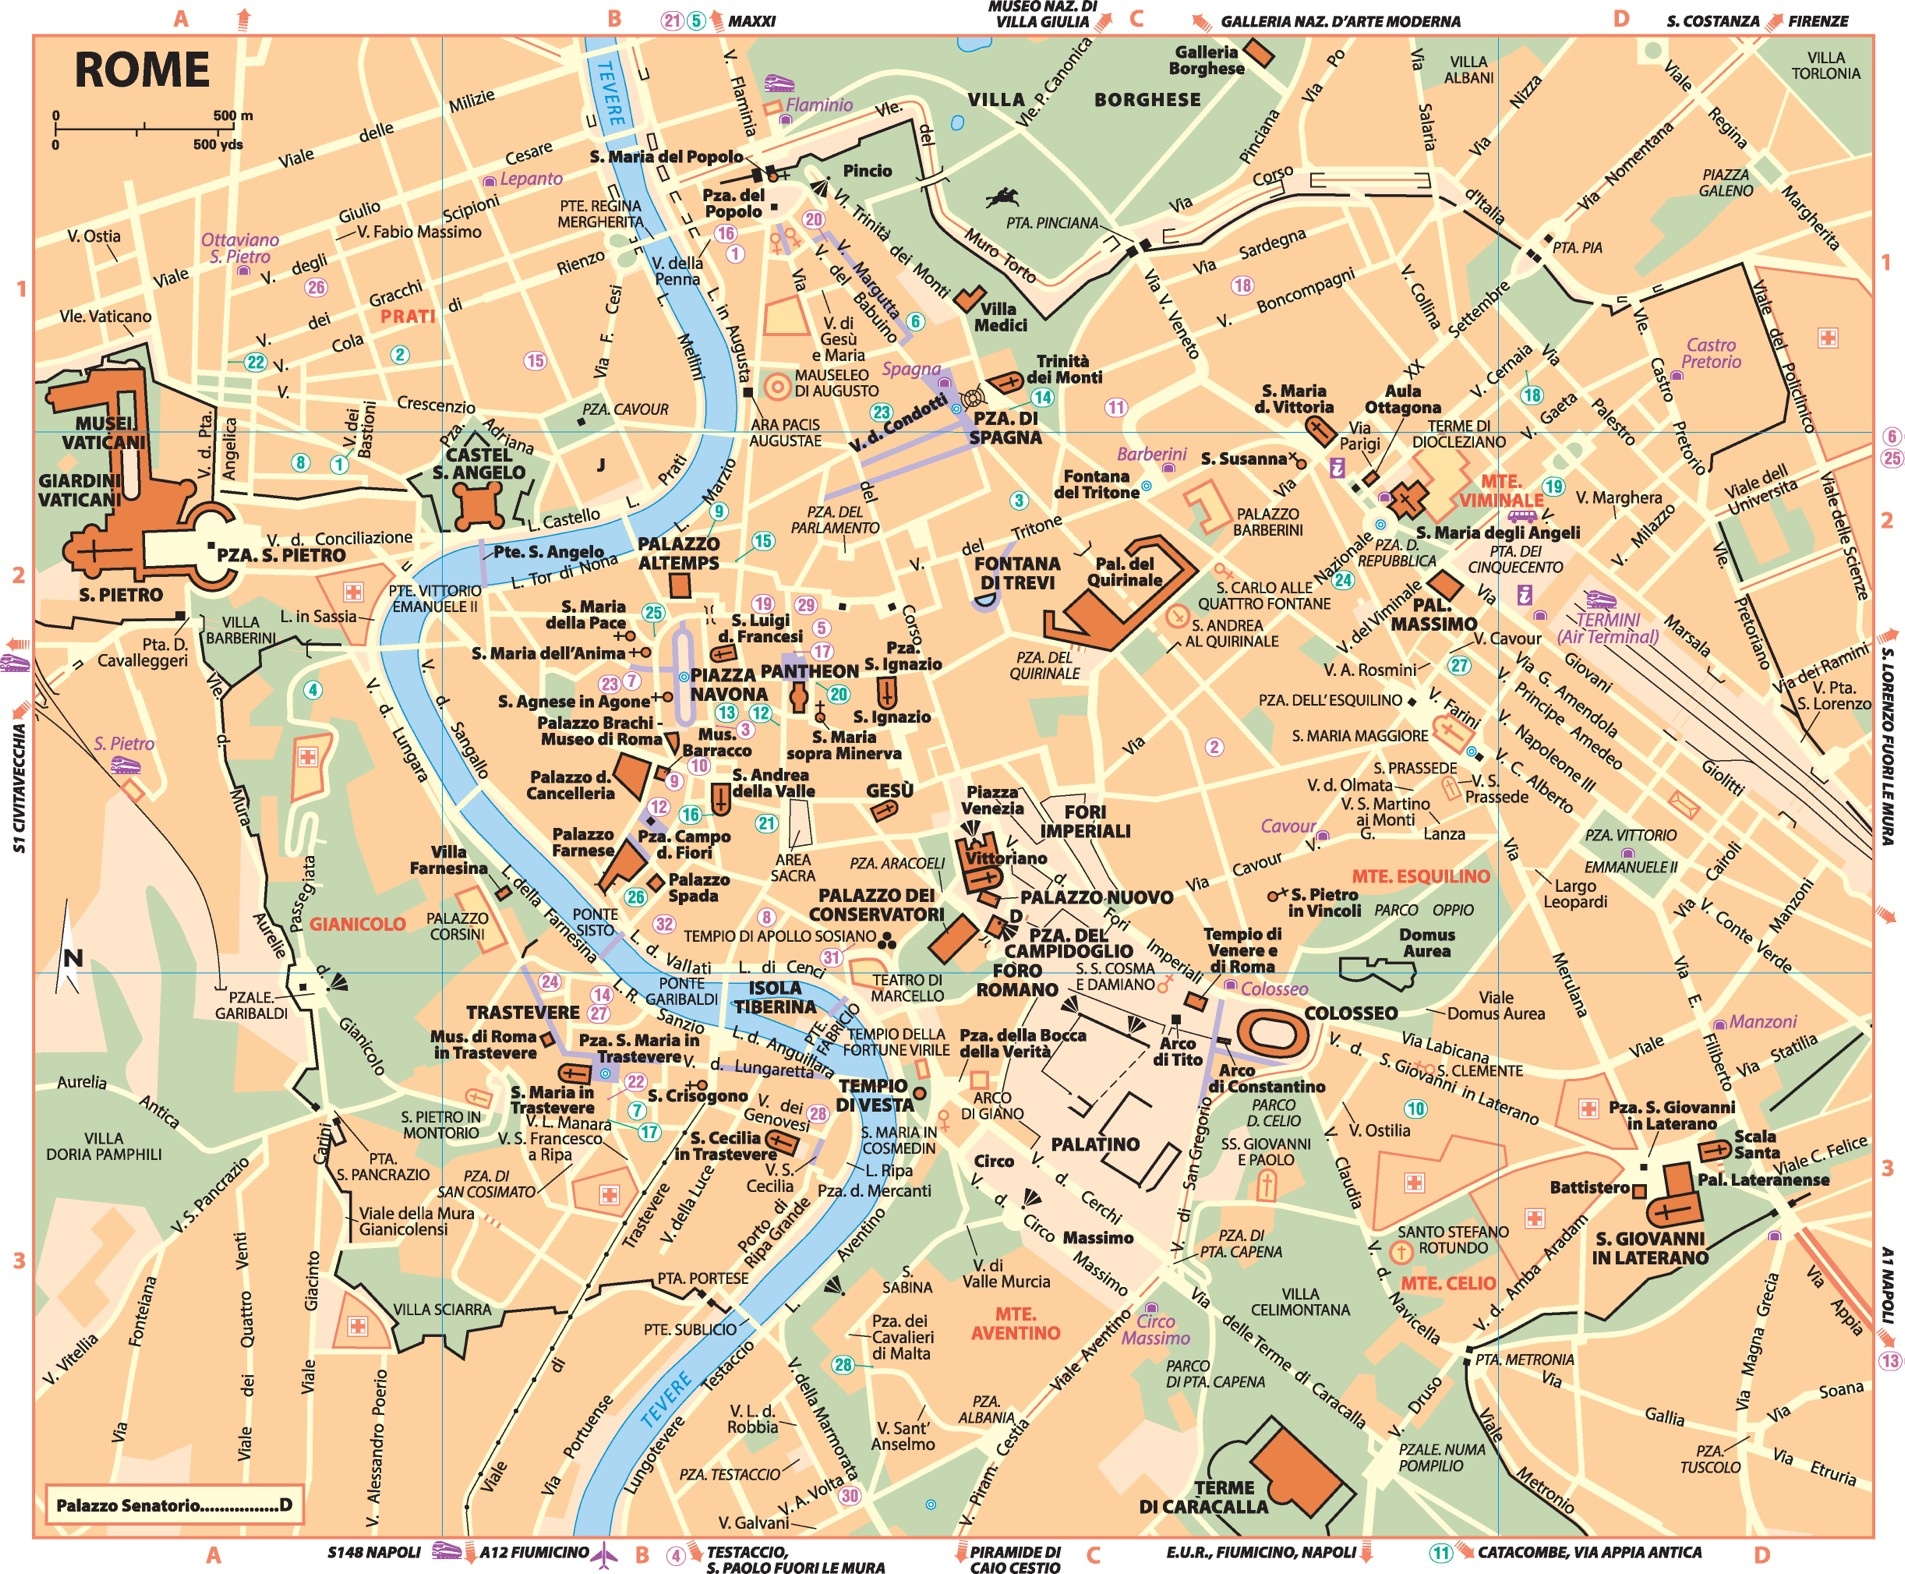 A
B
21
5
MAXXI
MUSEO NAZ. DI
VILLA GIULIA
C
GALLERIA NAZ. D'ARTE MODERNA
D
S. COSTANZA
FIRENZE
ROME
0
500 m
0
500 yds
TEVERE
V. Flaminia
Flaminio
Galleria
Borghese
VILLA BORGHESE
Vle. P. Canonica
Pinciana
Via Po
Via Salaria
VILLA
ALBANI
Via Nizza
Viale Regina Margherita
VILLA
TORLONIA
Viale delle Milizie
Vle. del Muro Torto
S. Maria del Popolo
Pincio
Pza. del
Popolo
Lepanto
Viale Giulio Cesare
V. degli Scipioni
PTE. REGINA
MERGHERITA
Via Corso d'Italia
Via Nomentana
PIAZZA
GALENO
PTA. PINCIANA
PTA. PIA
V. Ostia
Ottaviano
S. Pietro
V. Fabio Massimo
V. dei Gracchi
26
PRATI
V. Cola di Rienzo
Via F. Cesi
V. della
Penna
16
1
20
Vl. Trinità dei Monti
V. Margutta
V. del Babuino
L. in Augusta
L. Mellini
Via Sardegna
18
V. Boncompagni
V. Collina
Via XX Settembre
Via V. Veneto
1
1
Vle. Vaticano
22
2
15
V. di
Gesù
e Maria
6
Villa
Medici
Trinità
dei Monti
V. Cernaia
Castro
Pretorio
Vle. Castro Pretorio
Viale del Policlinico
MUSEI
VATICANI
GIARDINI
VATICANI
V. d. Pta.
Angelica
V. dei
Bastioni
Crescenzio
Pza. Adriana
PZA. CAVOUR
MAUSELEO
DI AUGUSTO
ARA PACIS
AUGUSTAE
Spagna
23
V. d. Condotti
PZA. DI
SPAGNA
14
11
S. Maria
d. Vittoria
Aula
Ottagona
Via
Parigi
TERME DI
DIOCLEZIANO
18
V. Gaeta
Via Palestro
6
25
8
1
CASTEL
S. ANGELO
J
L. Prati
L. Marzio
9
PZA. DEL
PARLAMENTO
Barberini
Fontana
del Tritone
S. Susanna
3
PALAZZO
BARBERINI
MTE.
VIMINALE
S. Maria degli Angeli
19
V. Marghera
V. Milazzo
Viale dell
Universita
Viale delle Scienze
2
2
V. d. Conciliazione
PZA. S. PIETRO
S. PIETRO
L. Castello
Pte. S. Angelo
L. Tor di Nona
PTE. VITTORIO
EMANUELE II
PALAZZO
ALTEMPS
15
V. del Tritone
FONTANA
DI TREVI
Pal. del
Quirinale
Via Nazionale
24
PZA. D.
REPUBBLICA
PTA. DEI
CINQUECENTO
S. CARLO ALLE
QUATTRO FONTANE
S. ANDREA
AL QUIRINALE
PAL.
MASSIMO
V. del Viminale
TERMINI
(Air Terminal)
Via Marsala
Vle. Pretoriano
Pta. D.
Cavalleggeri
VILLA
BARBERINI
L. in Sassia
S. Maria
della Pace
25
19
29
5
17
S. Luigi
d. Francesi
S. Maria dell'Anima
PIAZZA
NAVONA
PANTHEON
V. del Corso
Pza.
S. Ignazio
PZA. DEL
QUIRINALE
V. A. Rosmini
V. Cavour
27
Via Giovani Giolitti
Via G. Amendola
V. Principe Amedeo
V. Napoleone III
V. C. Alberto
Via dei Ramini
V. Pta.
S. Lorenzo
S. LORENZO FUORI LE MURA
4
23
7
S. Agnese in Agone
13
12
20
S. Ignazio
3
Palazzo Brachi -
Museo di Roma
Mus.
Barracco
S. Maria
sopra Minerva
PZA. DELL'ESQUILINO
V. Farini
S. MARIA MAGGIORE
2
S1 CIVITAVECCHIA
S. Pietro
V. d. Lungara
V. d. Sangallo
Vle. d. Mura Aurelie
Palazzo d.
Cancelleria
10
9
S. Andrea
della Valle
12
16
21
GESÙ
Piazza
Venezia
FORI
IMPERIALI
S. PRASSEDE
V. d. Olmata
V. S.
Prassede
V. S. Martino
ai Monti
V. G. Lanza
Cavour
PZA. VITTORIO
EMMANUELE II
Palazzo
Farnese
Pza. Campo
d. Fiori
AREA
SACRA
PZA. ARACOELI
Vittoriano
Via Cavour
Villa
Farnesina
L. della Farnesina
26
Palazzo
Spada
PALAZZO DEI
CONSERVATORI
PALAZZO NUOVO
V. d. Fori Imperiali
MTE. ESQUILINO
S. Pietro
in Vincoli
PARCO OPPIO
Largo
Leopardi
Via Cairoli
V. Conte Verde
Manzoni
Passegiata d. Gianicolo
GIANICOLO
PALAZZO
CORSINI
PONTE
SISTO
32
8
TEMPIO DI APOLLO SOSIANO
31
D
PZA. DEL
CAMPIDOGLIO
FORO
ROMANO
S. S. COSMA
E DAMIANO
Tempio di
Venere e
di Roma
Domus
Aurea
Via Merulana
N
L. d. Vallati
L. di Cenci
PONTE
GARIBALDI
ISOLA
TIBERINA
TEATRO DI
MARCELLO
Colosseo
COLOSSEO
Viale
Domus Aurea
Via E. Filiberto
PZALE.
GARIBALDI
24
14
27
TRASTEVERE
L. R. Sanzio
L. d. Anguillara
PTE.
FABRICIO
TEMPIO DELLA
FORTUNE VIRILE
Pza. della Bocca
della Verità
Arco
di Tito
Arco
di Constantino
Via Labicana
V. d. S. Giovanni in Laterano
S. CLEMENTE
Viale Manzoni
Via Statilia
Mus. di Roma
in Trastevere
Pza. S. Maria in
Trastevere
V. d. Lungaretta
S. Maria in
Trastevere
22
S. Crisogono
TEMPIO
DI VESTA
ARCO
DI GIANO
PARCO
D. CELIO
10
Aurelia Antica
S. PIETRO IN
MONTORIO
V. L. Manara
7
17
V. S. Francesco
a Ripa
V. dei
Genovesi
28
S. Cecilia
in Trastevere
S. MARIA IN
COSMEDIN
L. Ripa
PALATINO
Circo
Massimo
SS. GIOVANNI
E PAOLO
V. Ostilia
V. Claudia
Pza. S. Giovanni
in Laterano
Scala
Santa
Viale C. Felice
VILLA
DORIA PAMPHILI
PTA.
S. PANCRAZIO
Carini
PZA. DI
SAN COSIMATO
V. S.
Cecilia
Pza. d. Mercanti
V. d. Cerchi
V. d. Circo Massimo
V. di San Gregorio
Battistero
Pal. Lateranense
3
3
V. S. Pancrazio
Viale della Mura
Gianicolensi
Viale di Trastevere
V. della Luce
Porto di
Ripa Grande
L. Aventino
PZA. DI
PTA. CAPENA
SANTO STEFANO
ROTUNDO
MTE. CELIO
S. GIOVANNI
IN LATERANO
V. d. Amba Aradam
V. di
Valle Murcia
S.
SABINA
PTA. PORTESE
VILLA SCIARRA
PTE. SUBLICIO
MTE.
AVENTINO
Circo
Massimo
VILLA
CELIMONTANA
V. d. Navicella
Via Appia
A1 NAPOLI
13
V. Vitellia
Via Fonteiana
Viale dei Quattro Venti
Viale Giacinto
V. Alessandro Poerio
Via Portuense
TEVERE
Lungotevere Testaccio
V. della Marmorata
28
Pza. dei
Cavalieri
di Malta
Viale Aventino
PARCO
DI PTA. CAPENA
Via delle Terme di Caracalla
V. Druso
PTA. METRONIA
Via Gallia
Viale Metronio
Via Magna Grecia
Via Soana
Via Etruria
PZA.
TUSCOLO
V. L. d.
Robbia
V. Sant'
Anselmo
PZA.
ALBANIA
PZA. TESTACCIO
V. A. Volta
30
V. Galvani
V. Piram. Cestia
PZALE. NUMA
POMPILIO
TERME
DI CARACALLA
Palazzo Senatorio................D
A
S148 NAPOLI
A12 FIUMICINO
B
4
TESTACCIO,
S. PAOLO FUORI LE MURA
PIRAMIDE DI
CAIO CESTIO
C
E.U.R., FIUMICINO, NAPOLI
11
CATACOMBE, VIA APPIA ANTICA
D